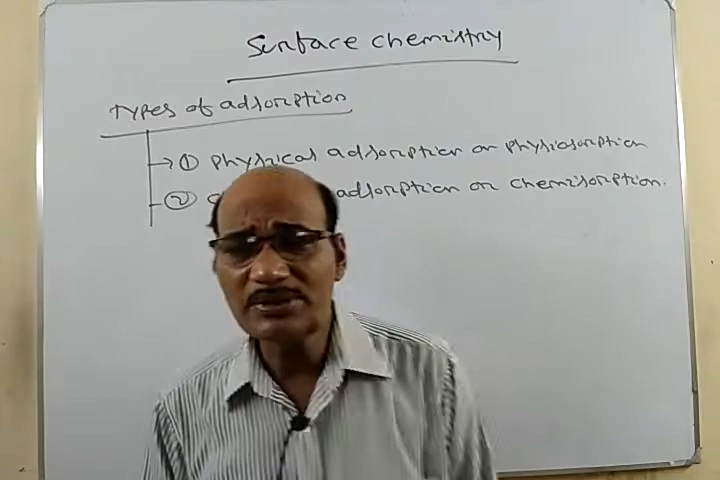 Surface chemistry
Types of adsorption
→ ① physical adsorption or physiosorption
② adsorption or chemisorption.